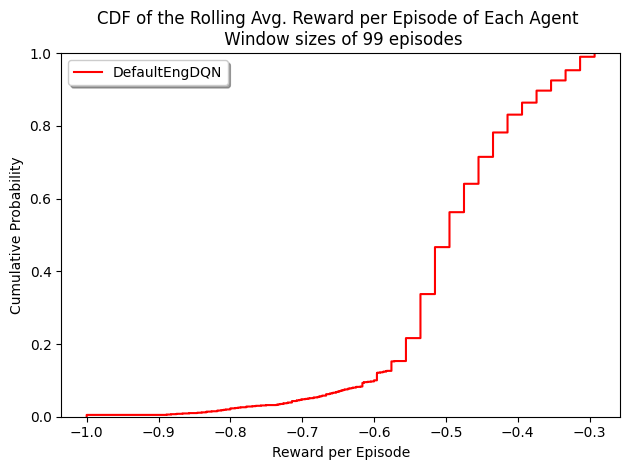 CDF of the Rolling Avg. Reward per Episode of Each Agent
Window sizes of 99 episodes
DefaultEngDQN
Cumulative Probability
1.0
0.8
0.6
0.4
0.2
0.0
−1.0 −0.9 −0.8 −0.7 −0.6 −0.5 −0.4 −0.3
Reward per Episode